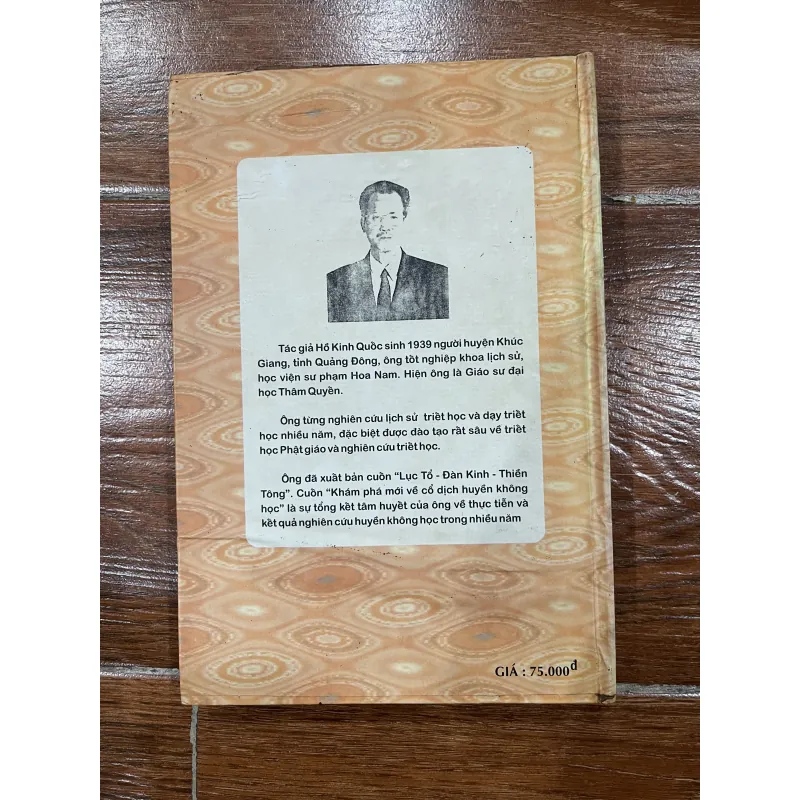 Tác giả Hồ Kinh Quốc sinh 1939 người huyện Khúc
Giang, tỉnh Quảng Đông, ông tốt nghiệp khoa lịch sử,
học viện sư phạm Hoa Nam. Hiện ông là Giáo sư đại
học Thâm Quyền.
Ông từng nghiên cứu lịch sử triết học và dạy triết
học nhiều năm, đặc biệt được đào tạo rất sâu về triết
học Phật giáo và nghiên cứu triết học.
Ông đã xuất bản cuồn “Lục Tổ - Đàn Kinh - Thiền
Tông”. Cuồn “Khám phá mới về cổ dịch huyền không
học” là sự tổng kết tâm huyết của ông về thực tiễn và
kết quả nghiên cứu huyền không học trong nhiều năm
GIÁ : 75.000đ